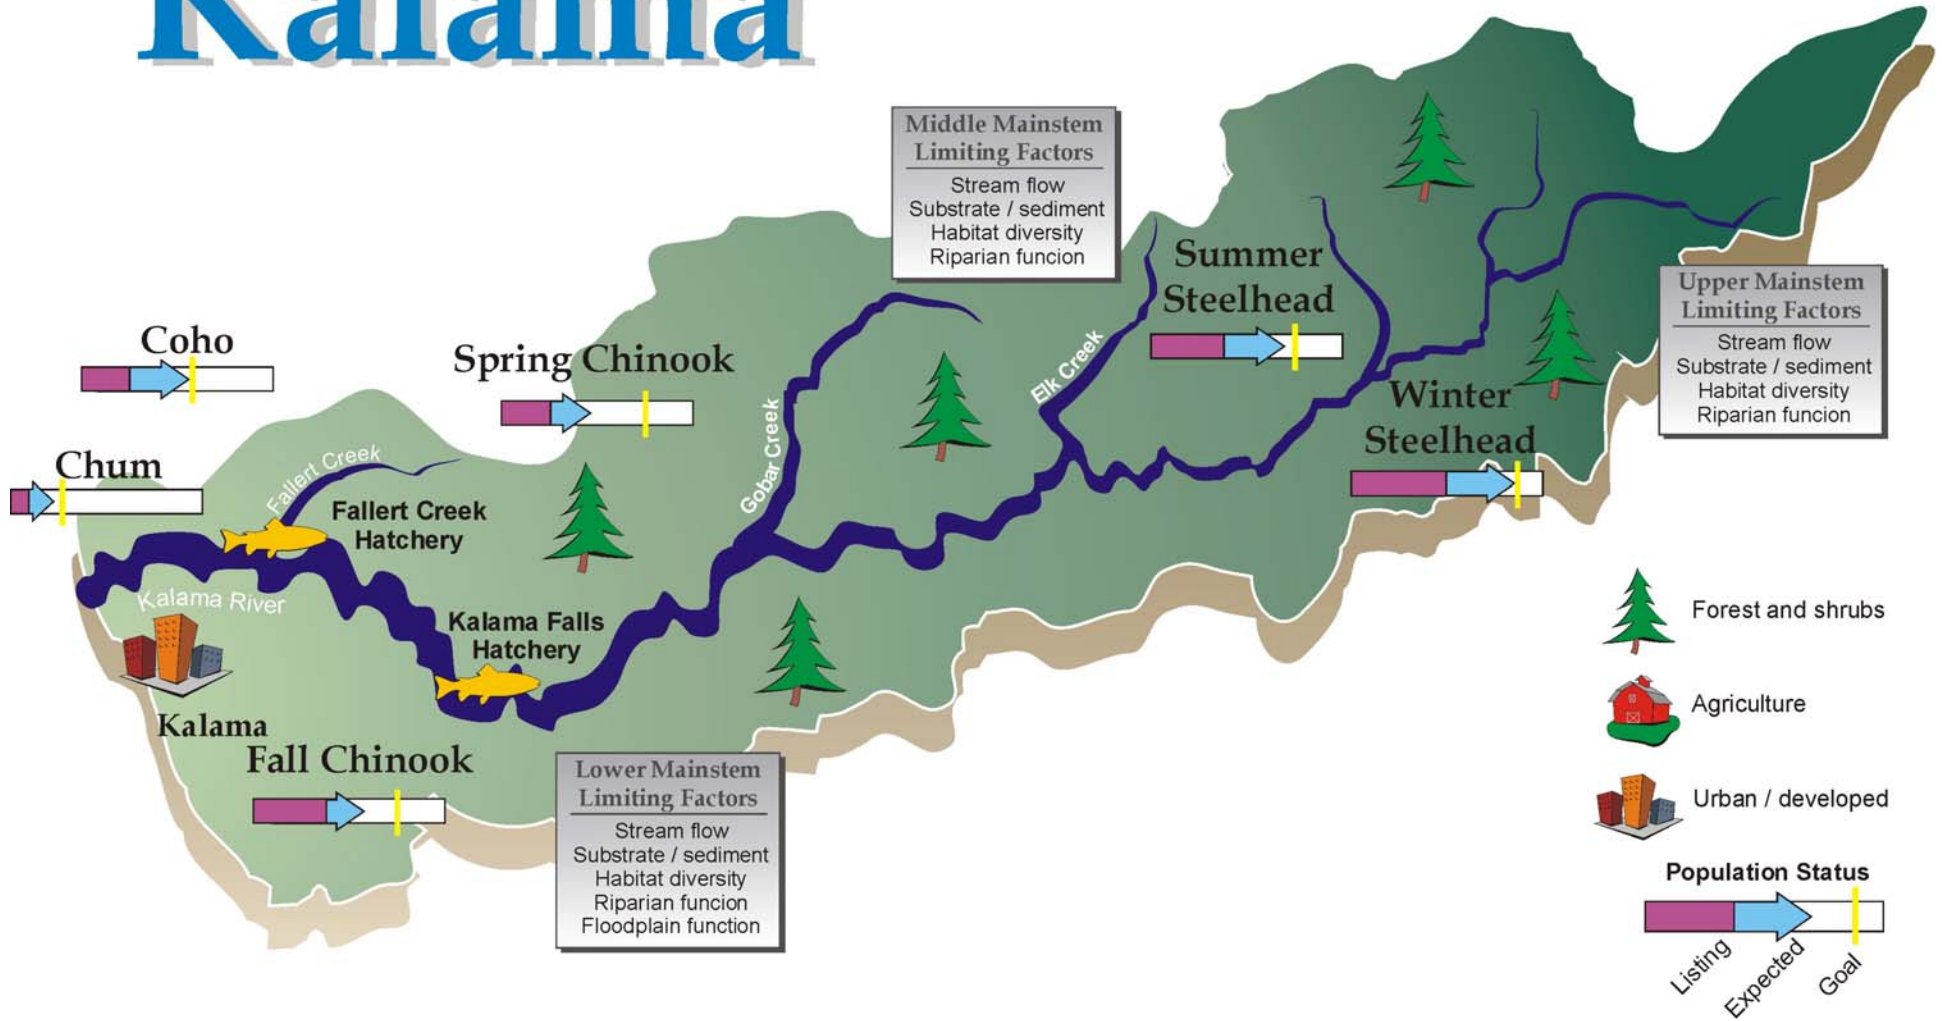 Kalama
Middle Mainstem
Limiting Factors
Stream flow
Substrate / sediment
Habitat diversity
Riparian funcion
Summer
Steelhead
Upper Mainstem
Limiting Factors
Stream flow
Substrate / sediment
Habitat diversity
Riparian funcion
Coho
Spring Chinook
Elk Creek
Winter
Steelhead
Chum
Fallert Creek
Gobar Creek
Fallert Creek
Hatchery
Kalama River
Kalama Falls
Hatchery
Kalama
Fall Chinook
Lower Mainstem
Limiting Factors
Stream flow
Substrate / sediment
Habitat diversity
Riparian funcion
Floodplain function
Forest and shrubs
Agriculture
Urban / developed
Population Status
Listing
Expected
Goal